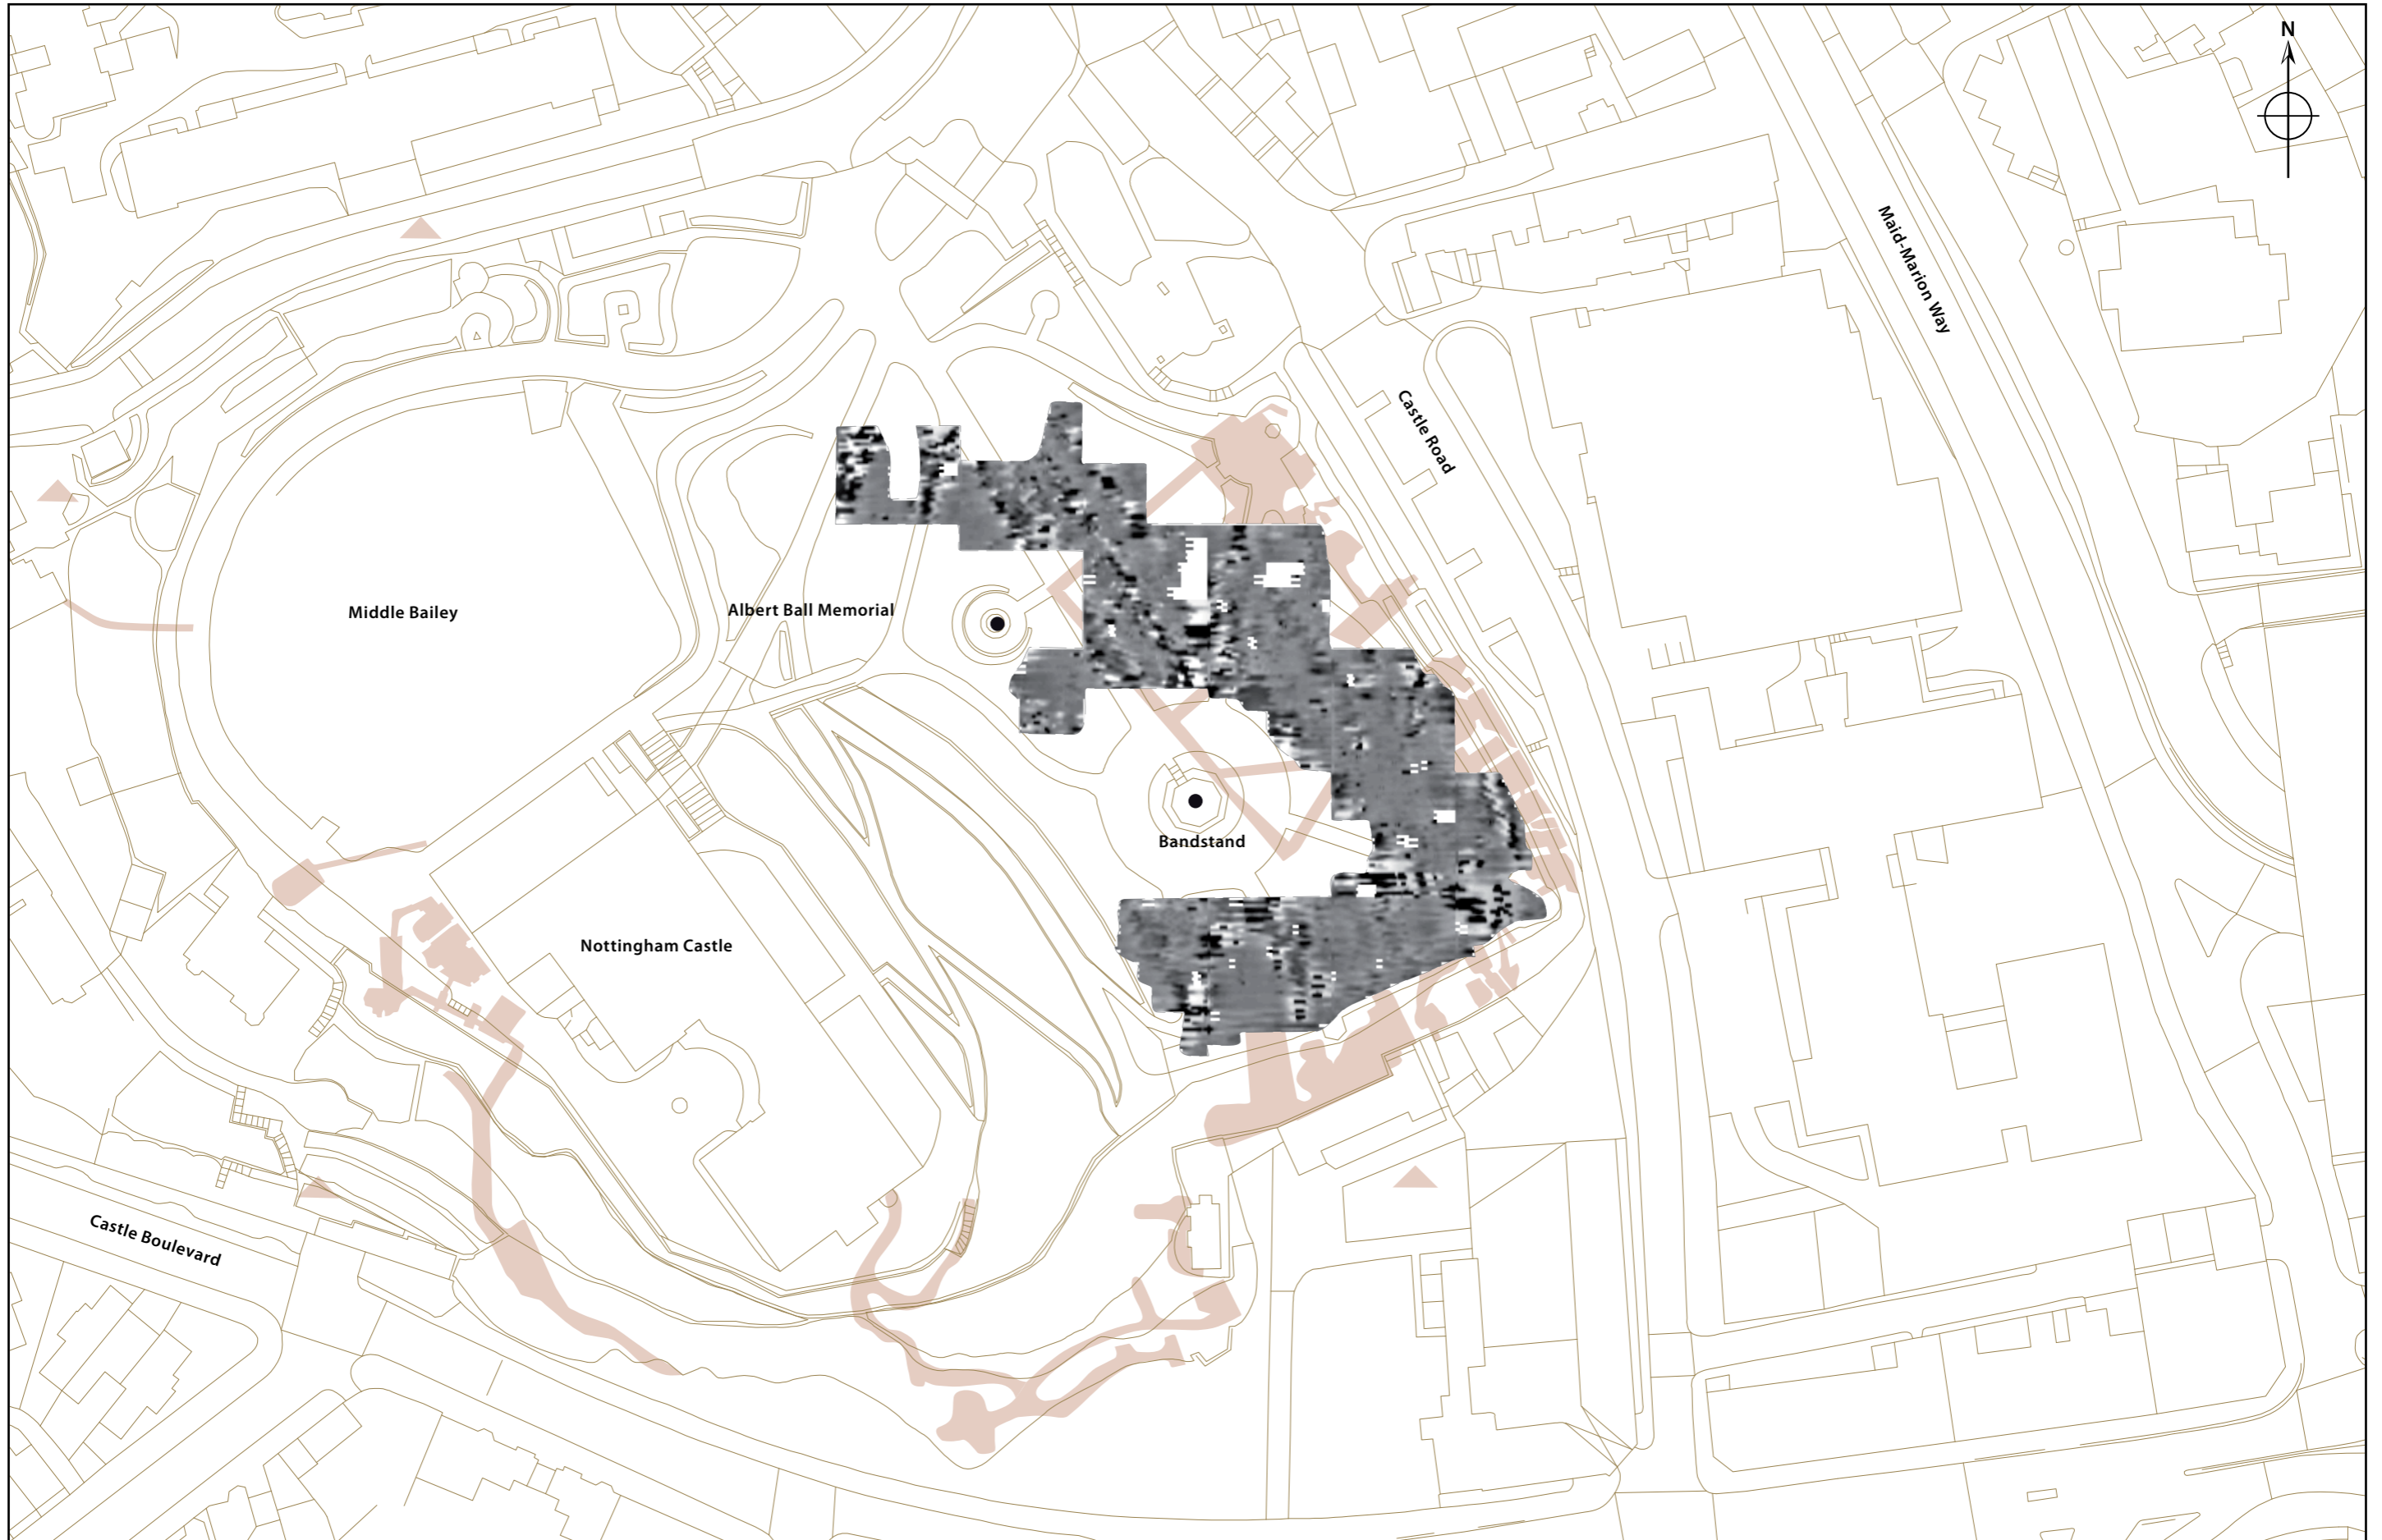 N
Maid-Marion Way
Castle Road
Middle Bailey
Albert Ball Memorial
Bandstand
Nottingham Castle
Castle Boulevard